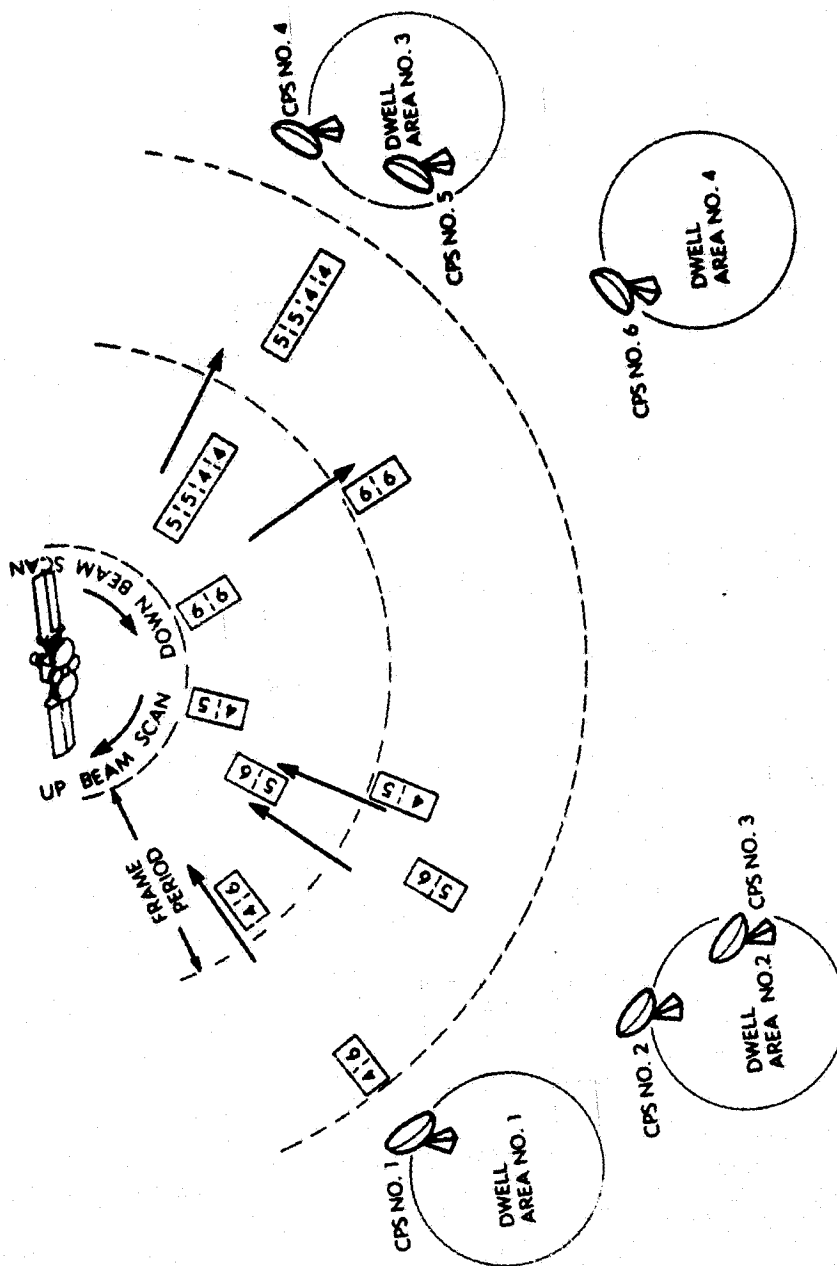 CPS NO. 4
DWELL
AREA NO. 3
CPS NO. 5
DWELL
AREA NO. 4
CPS NO. 6
5 5 4 4
5 5 4 4
6 6
6 6
DOWN BEAM SCAN
UP BEAM SCAN
4 5
5 6
4 5
5 6
FRAME
PERIOD
4 6
4 6
CPS NO. 3
CPS NO. 2
DWELL
AREA NO.2
CPS NO. 1
DWELL
AREA NO. 1